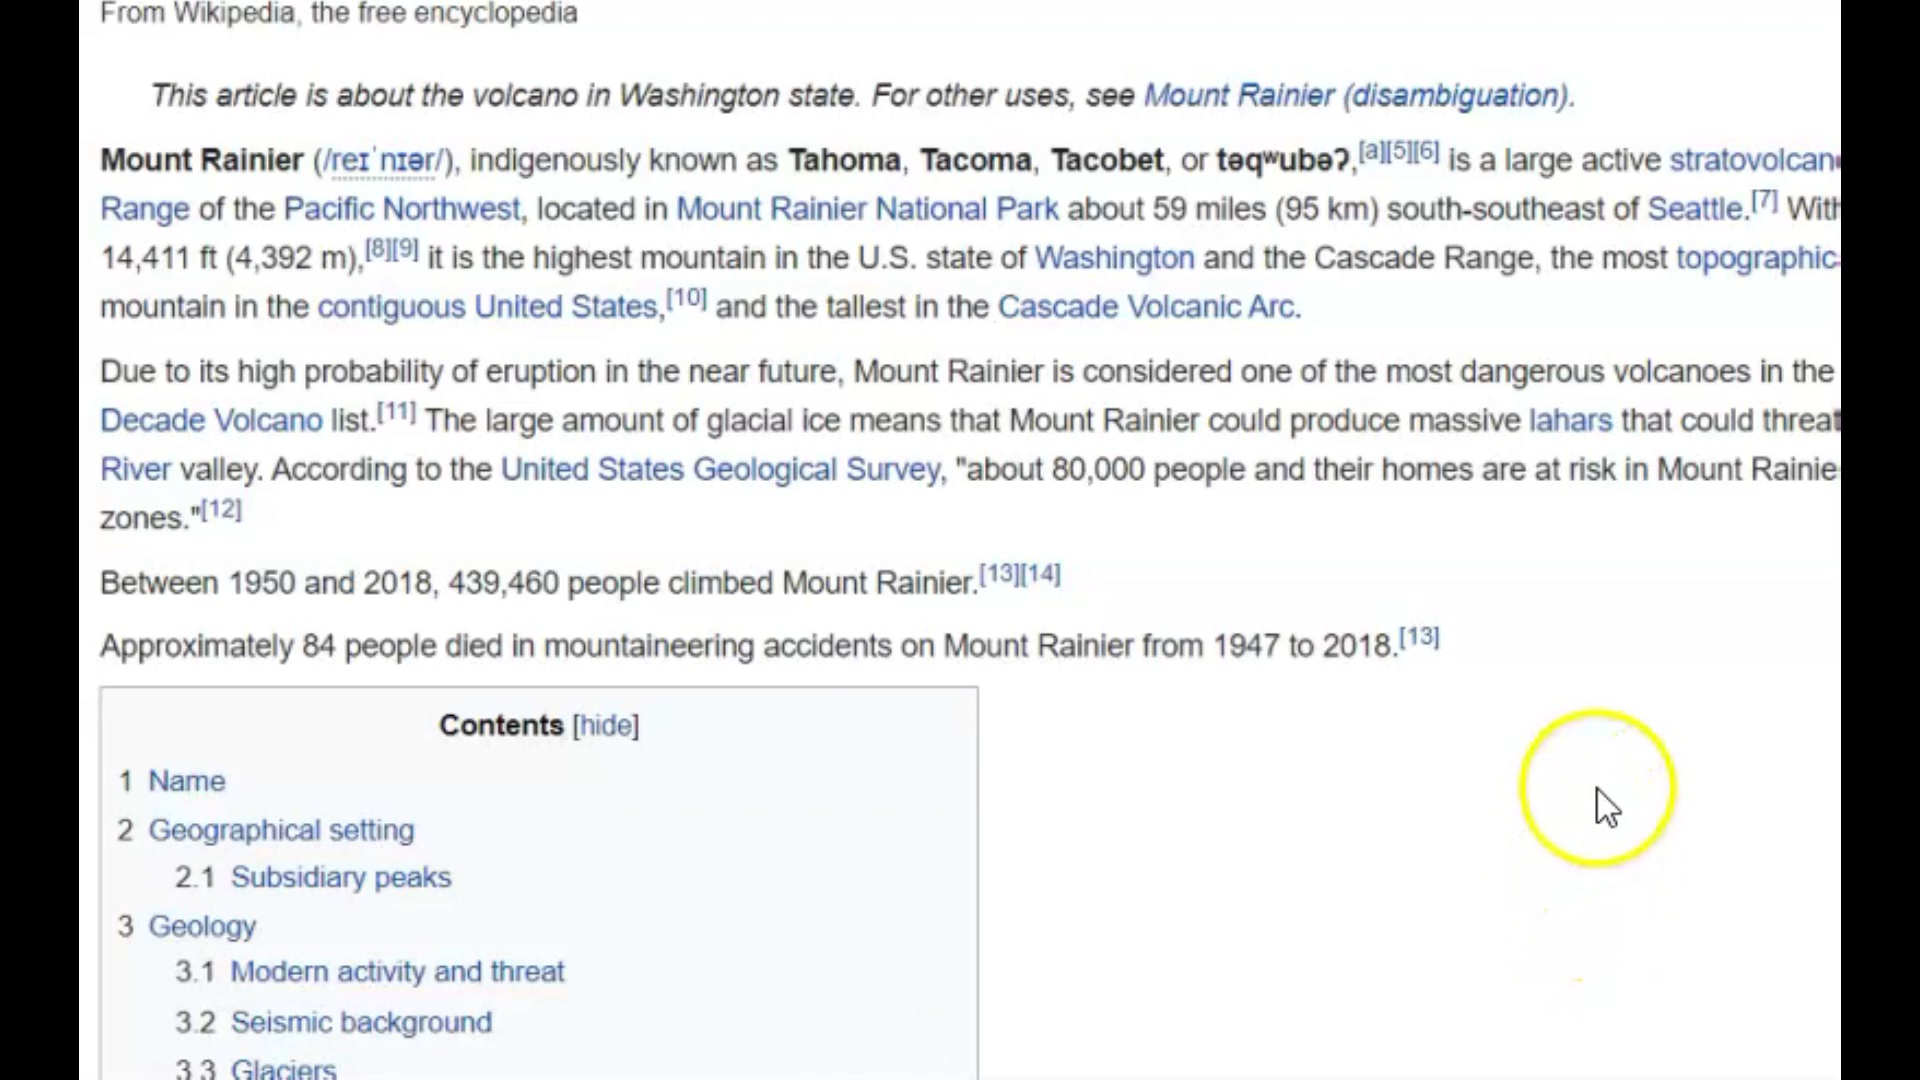 From Wikipedia, the free encyclopedia
This article is about the volcano in Washington state. For other uses, see Mount Rainier (disambiguation).
Mount Rainier (/reɪˈnɪər/), indigenously known as Tahoma, Tacoma, Tacobet, or təqʷubəʔ,[a][5][6] is a large active stratovolcan
Range of the Pacific Northwest, located in Mount Rainier National Park about 59 miles (95 km) south-southeast of Seattle.[7] With
14,411 ft (4,392 m),[8][9] it is the highest mountain in the U.S. state of Washington and the Cascade Range, the most topographic
mountain in the contiguous United States,[10] and the tallest in the Cascade Volcanic Arc.
Due to its high probability of eruption in the near future, Mount Rainier is considered one of the most dangerous volcanoes in the
Decade Volcano list.[11] The large amount of glacial ice means that Mount Rainier could produce massive lahars that could threat
River valley. According to the United States Geological Survey, "about 80,000 people and their homes are at risk in Mount Rainie
zones."[12]
Between 1950 and 2018, 439,460 people climbed Mount Rainier.[13][14]
Approximately 84 people died in mountaineering accidents on Mount Rainier from 1947 to 2018.[13]
Contents [hide]
1 Name
2 Geographical setting
2.1 Subsidiary peaks
3 Geology
3.1 Modern activity and threat
3.2 Seismic background
3.3 Glaciers